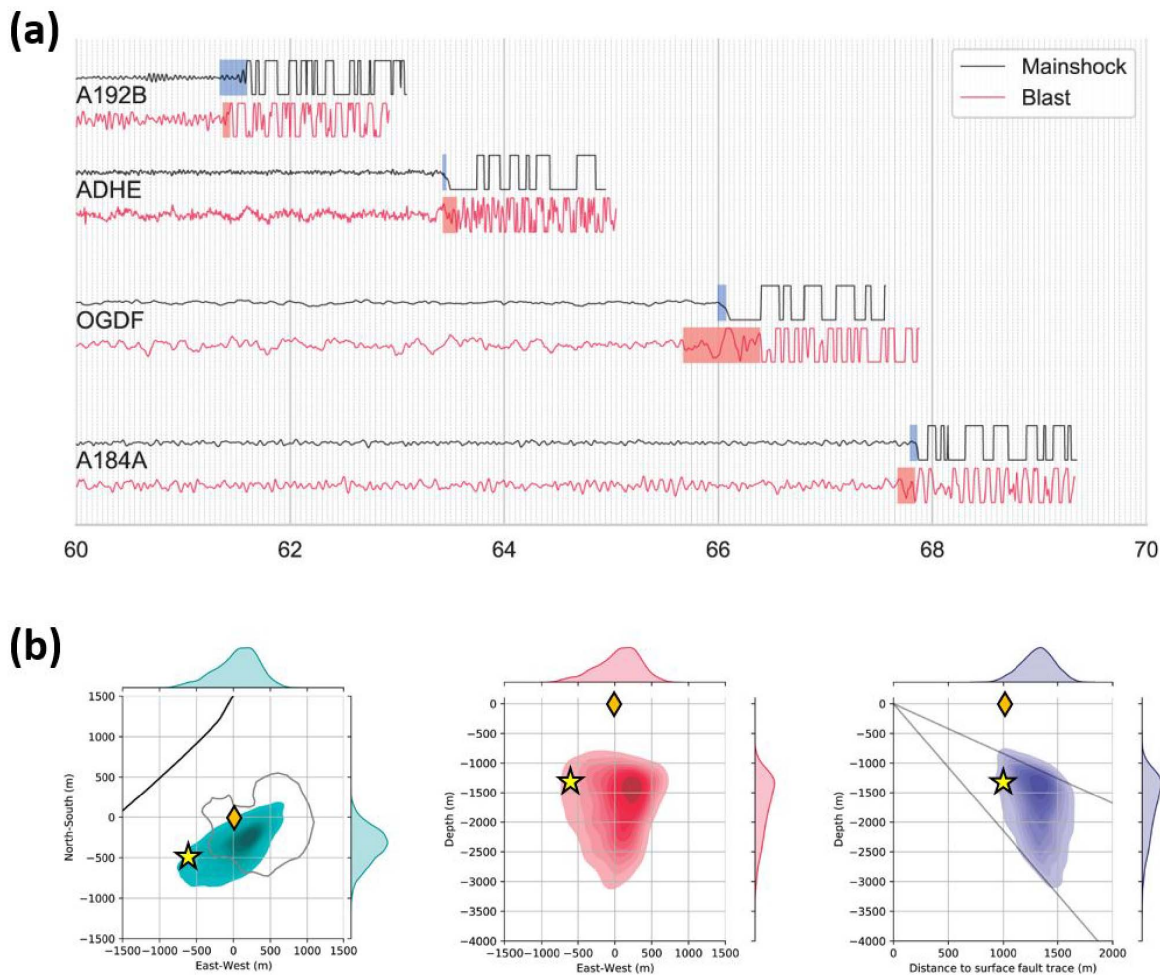 (a)
Mainshock
Blast
A192B
ADHE
OGDF
A184A
60 62 64 66 68 70
(b)
1500
1000
500
0
−500
−1000
−1500
North-South (m)
−1500 −1000 −500 0 500 1000 1500
East-West (m)
0
−500
−1000
−1500
−2000
−2500
−3000
−3500
−4000
Depth (m)
−1500 −1000 −500 0 500 1000 1500
East-West (m)
0
−500
−1000
−1500
−2000
−2500
−3000
−3500
−4000
Depth (m)
0 500 1000 1500 2000
Distance to surface fault trace (m)